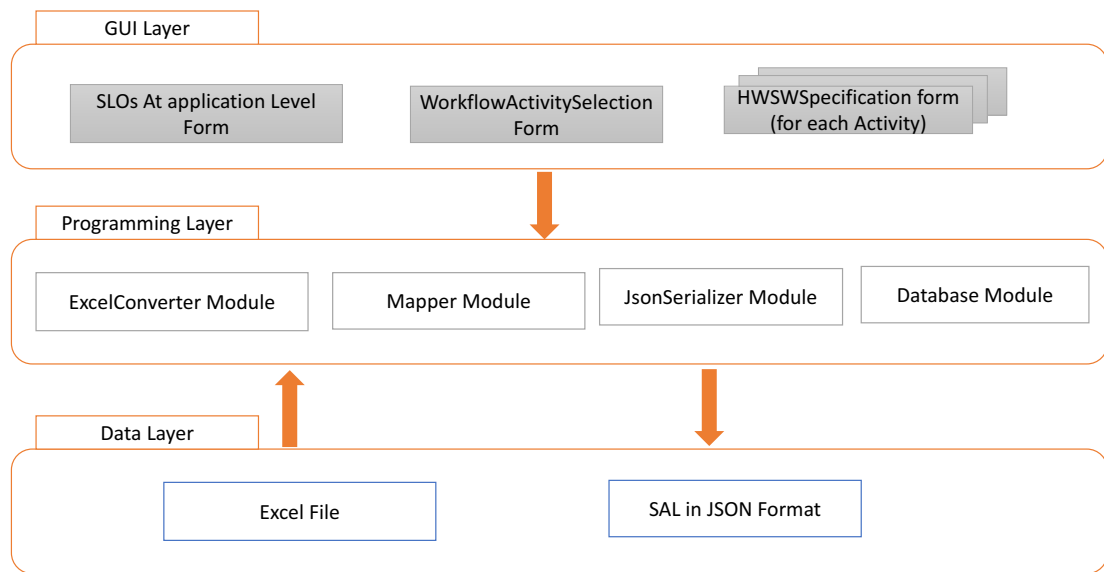 GUI Layer
SLOs At application Level
Form
WorkflowActivitySelection
Form
HWSWSpecification form
(for each Activity)
Programming Layer
ExcelConverter Module
Mapper Module
JsonSerializer Module
Database Module
Data Layer
Excel File
SAL in JSON Format